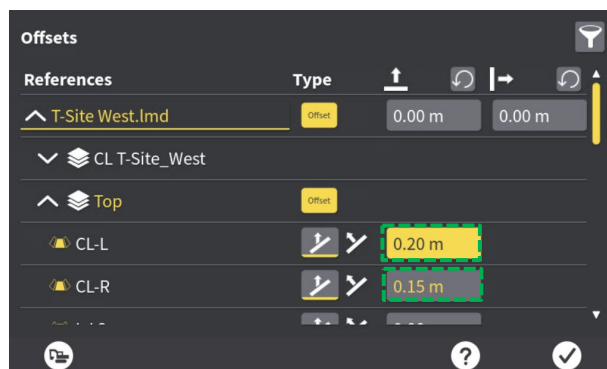 Offsets
References Type
T-Site West.lmd Offset 0.00 m 0.00 m
CL T-Site_West
Top Offset
CL-L 0.20 m
CL-R 0.15 m
?